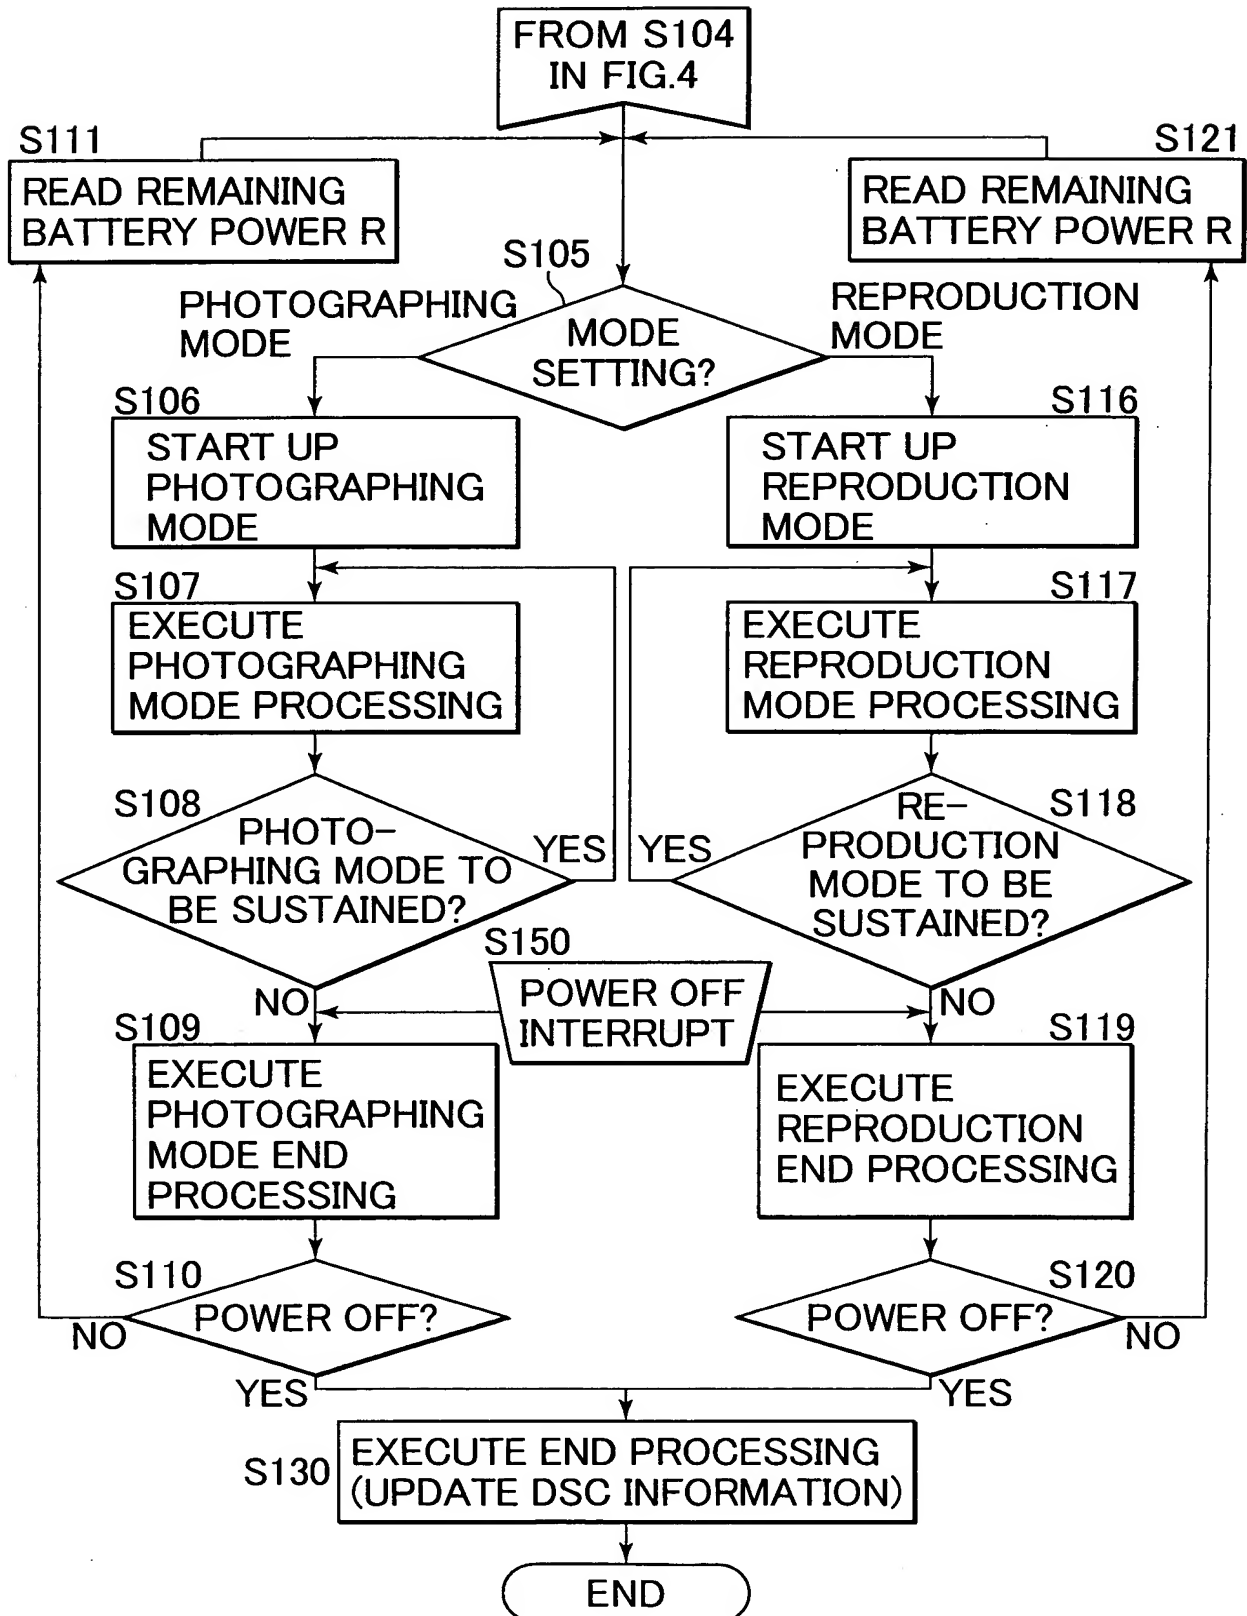 FROM S104
IN FIG.4
S111
READ REMAINING
BATTERY POWER R
S121
READ REMAINING
BATTERY POWER R
S105
MODE
SETTING?
PHOTOGRAPHING
MODE
REPRODUCTION
MODE
S106
START UP
PHOTOGRAPHING
MODE
S116
START UP
REPRODUCTION
MODE
S107
EXECUTE
PHOTOGRAPHING
MODE PROCESSING
S117
EXECUTE
REPRODUCTION
MODE PROCESSING
S108
PHOTO-
GRAPHING MODE TO
BE SUSTAINED?
YES
NO
S118
RE-
PRODUCTION
MODE TO BE
SUSTAINED?
YES
NO
S150
POWER OFF
INTERRUPT
S109
EXECUTE
PHOTOGRAPHING
MODE END
PROCESSING
S119
EXECUTE
REPRODUCTION
END PROCESSING
S110
POWER OFF?
NO
YES
S120
POWER OFF?
NO
YES
S130
EXECUTE END PROCESSING
(UPDATE DSC INFORMATION)
END